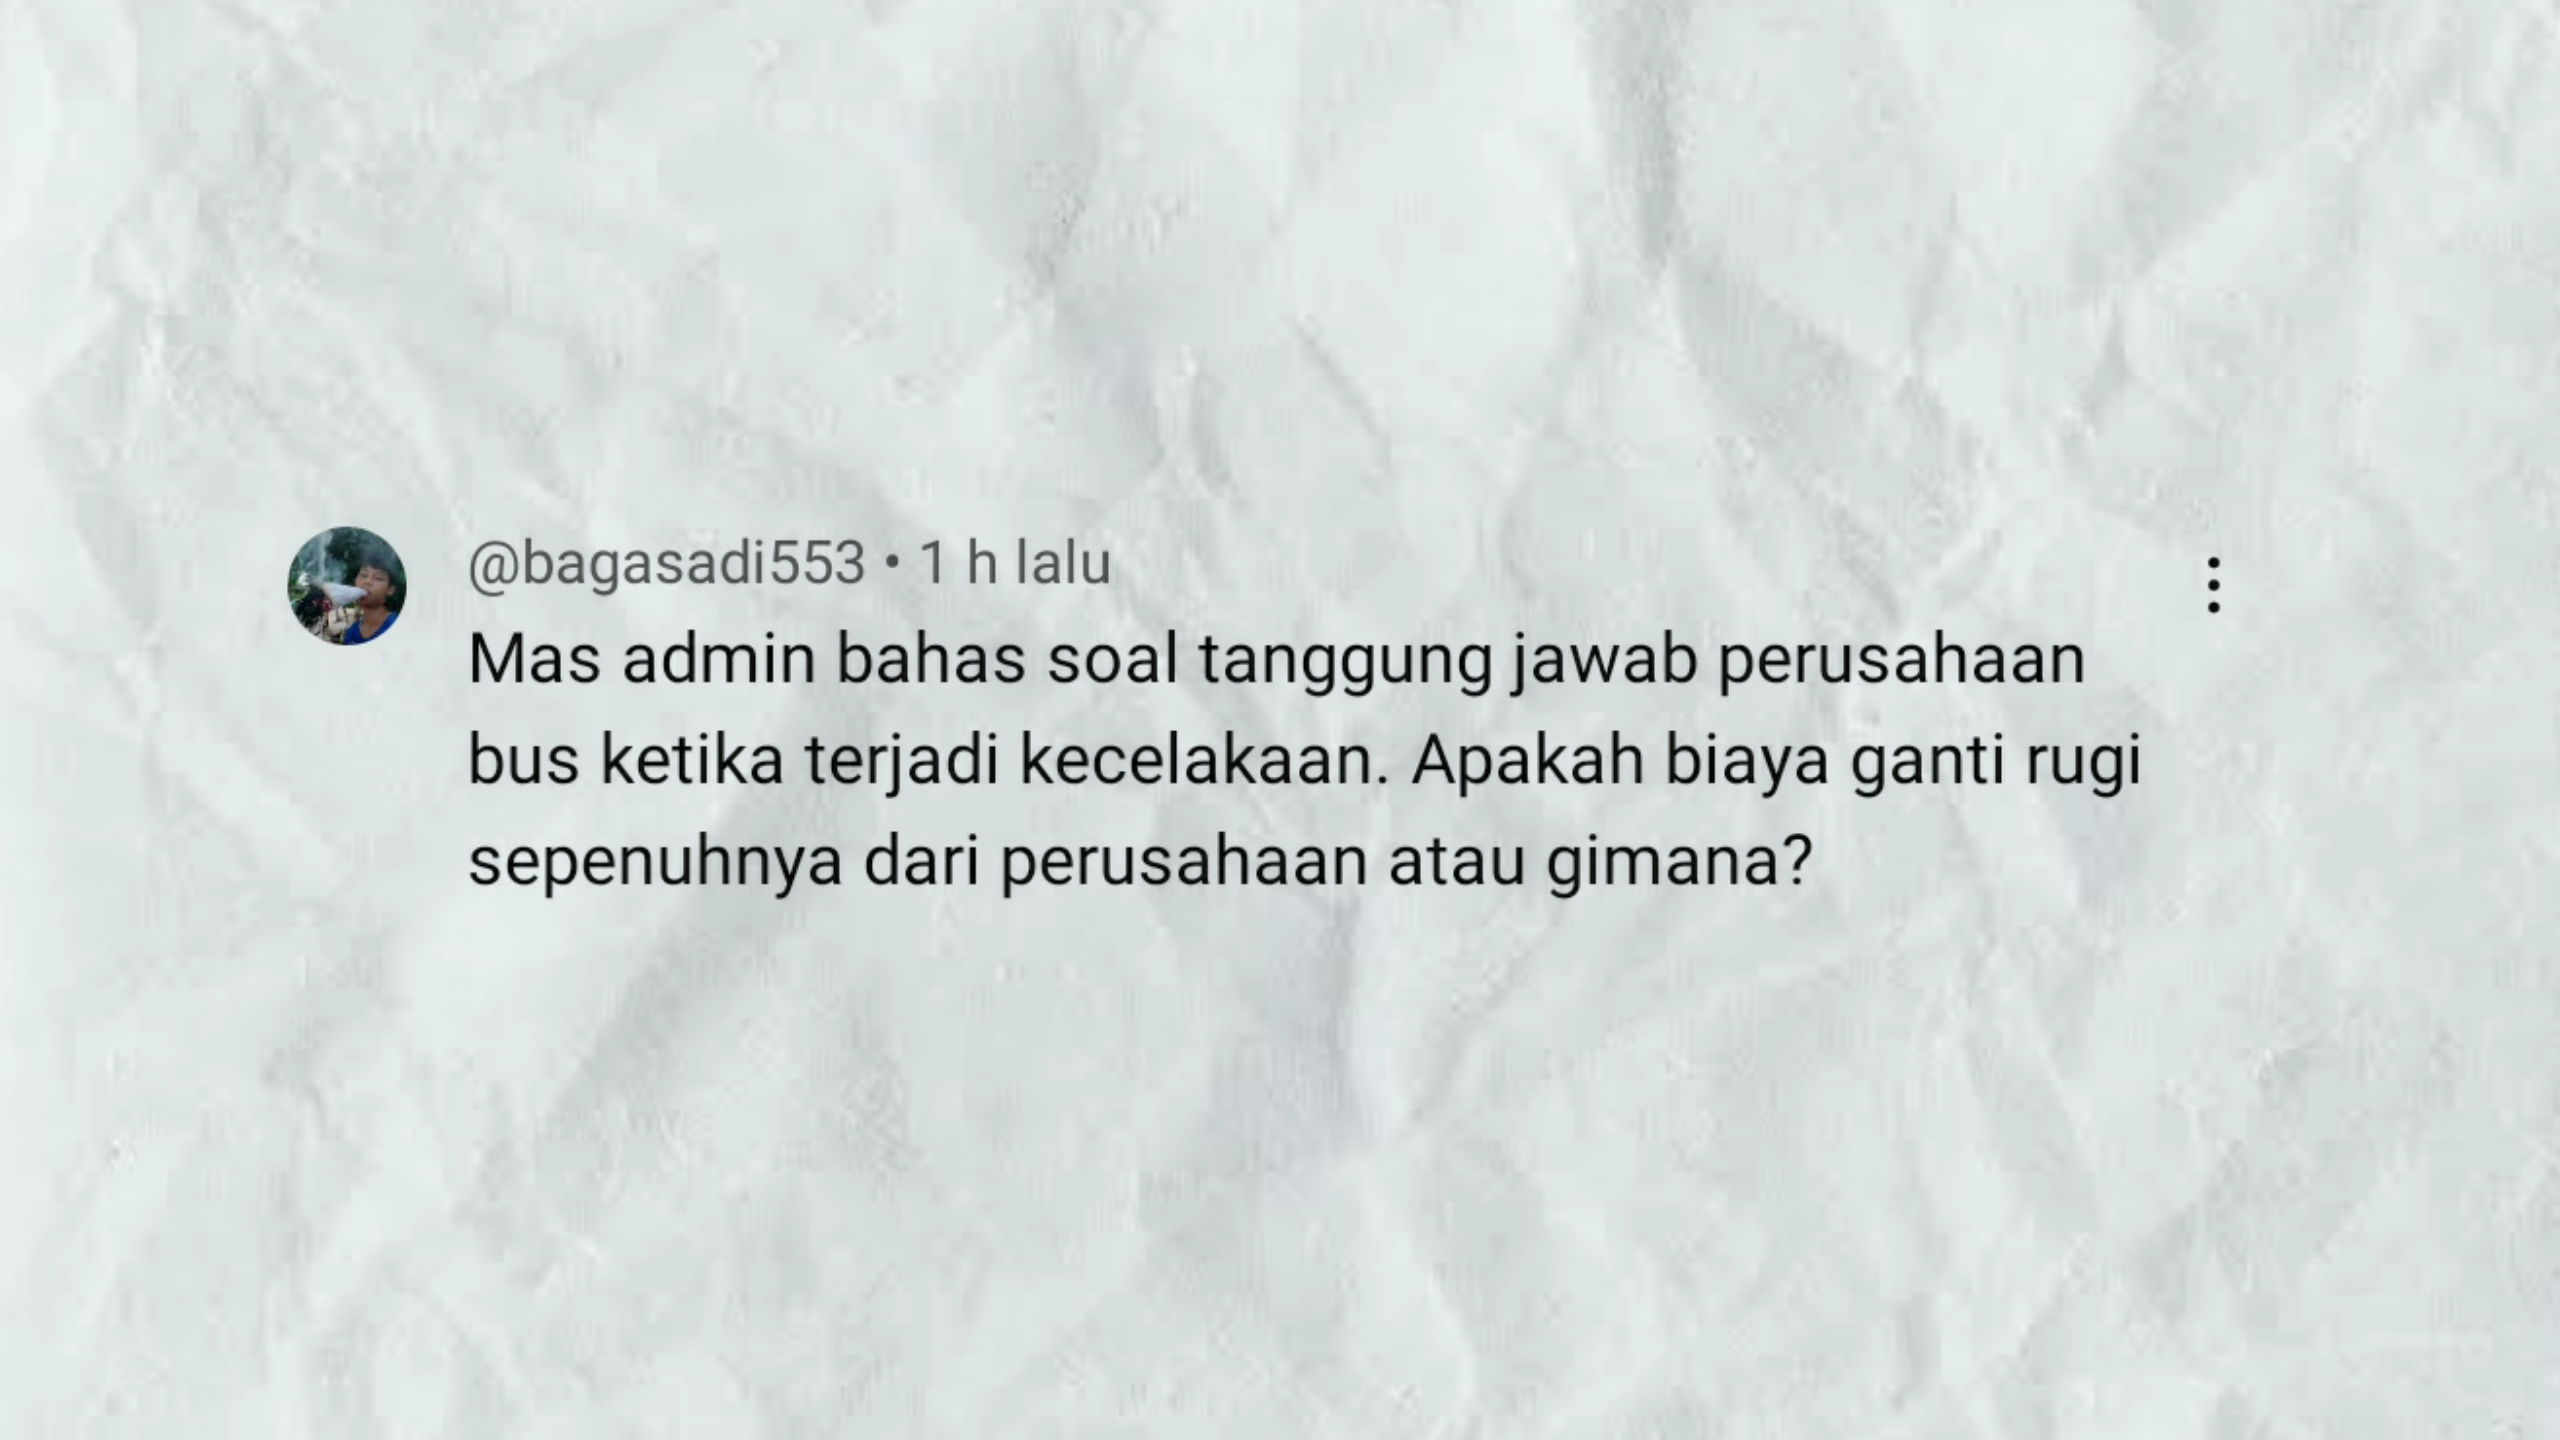 @bagasadi553 • 1 h lalu
Mas admin bahas soal tanggung jawab perusahaan
bus ketika terjadi kecelakaan. Apakah biaya ganti rugi
sepenuhnya dari perusahaan atau gimana?